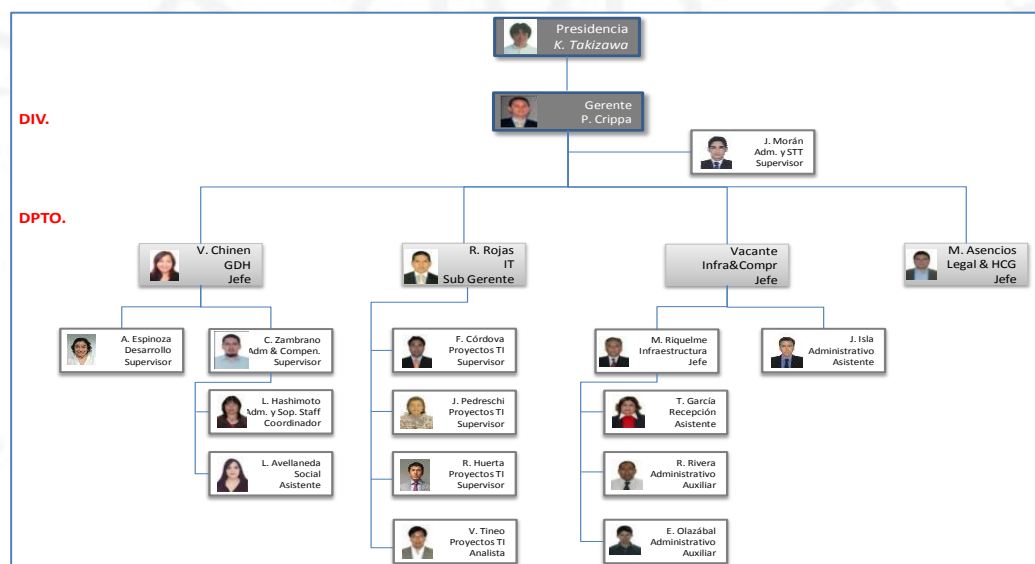 Presidencia
K. Takizawa
DIV.
Gerente
P. Crippa
J. Morán
Adm. y STT
Supervisor
DPTO.
V. Chinen
GDH
Jefe
R. Rojas
IT
Sub Gerente
Vacante
Infra&Compr
Jefe
M. Asencios
Legal & HCG
Jefe
A. Espinoza
Desarrollo
Supervisor
C. Zambrano
Adm & Compen.
Supervisor
F. Córdova
Proyectos TI
Supervisor
M. Riquelme
Infraestructura
Jefe
J. Isla
Administrativo
Asistente
L. Hashimoto
Adm. y Sop. Staff
Coordinador
J. Pedreschi
Proyectos TI
Supervisor
T. García
Recepción
Asistente
L. Avellaneda
Social
Asistente
R. Huerta
Proyectos TI
Supervisor
R. Rivera
Administrativo
Auxiliar
V. Tineo
Proyectos TI
Analista
E. Olazábal
Administrativo
Auxiliar